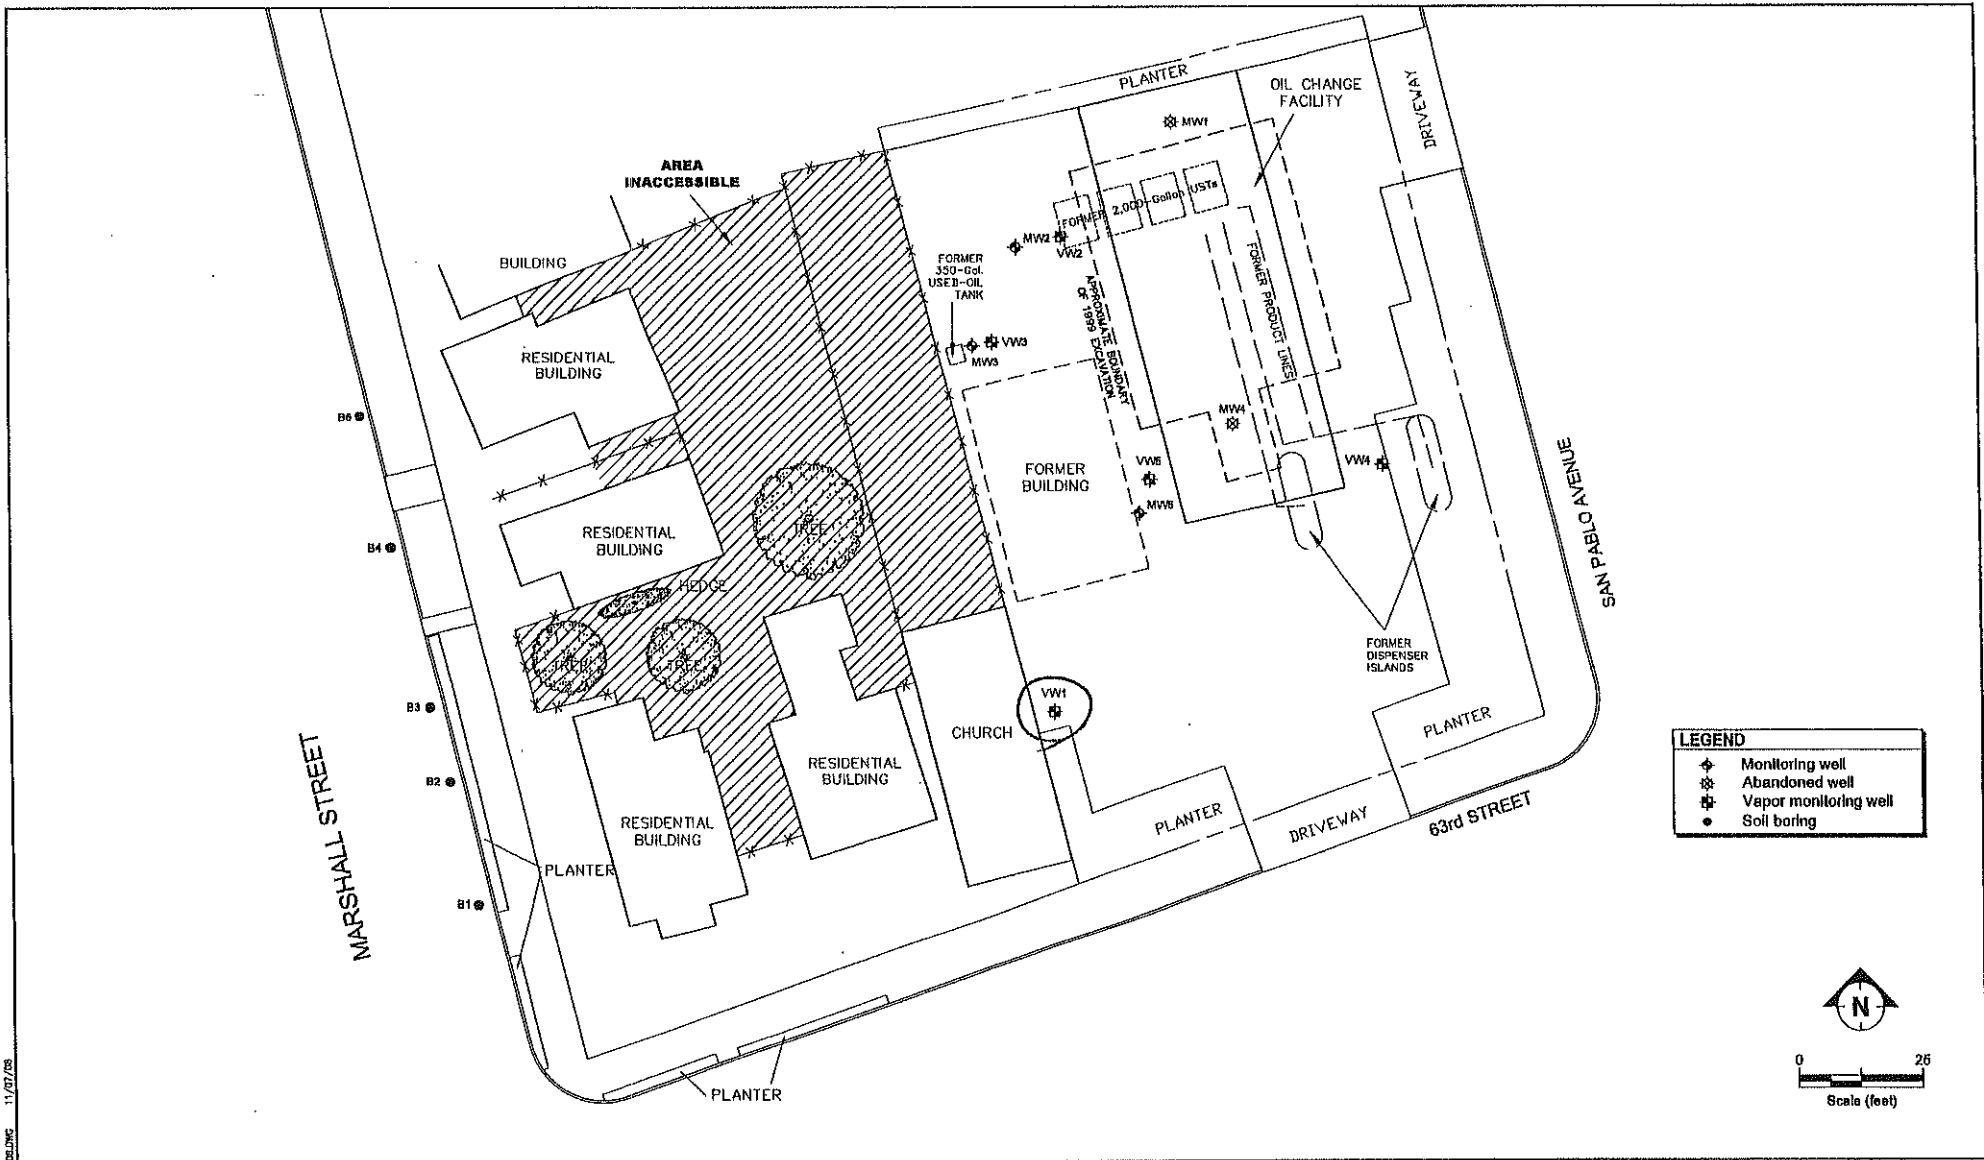 PLANTER
OIL CHANGE
FACILITY
DRIVEWAY
MW1
AREA
INACCESSIBLE
FORMER 2,000-Gallon USTs
MW2
VW2
BUILDING
FORMER
350-Gal.
USED-OIL
TANK
FORMER PRODUCT LINES
APPROXIMATE BOUNDARY
OF 1999 EXCAVATION
VW3
MW3
RESIDENTIAL
BUILDING
MW4
VW4
FORMER
BUILDING
VW5
MW5
SAN PABLO AVENUE
TREE
RESIDENTIAL
BUILDING
HEDGE
B4
TREE
TREE
FORMER
DISPENSER
ISLANDS
VW1
B3
CHURCH
PLANTER
RESIDENTIAL
BUILDING
B2
MARSHALL STREET
PLANTER
DRIVEWAY
63rd STREET
RESIDENTIAL
BUILDING
PLANTER
B1
PLANTER
LEGEND
Monitoring well
Abandoned well
Vapor monitoring well
Soil boring
N
0
Scale (feet)
11/07/08